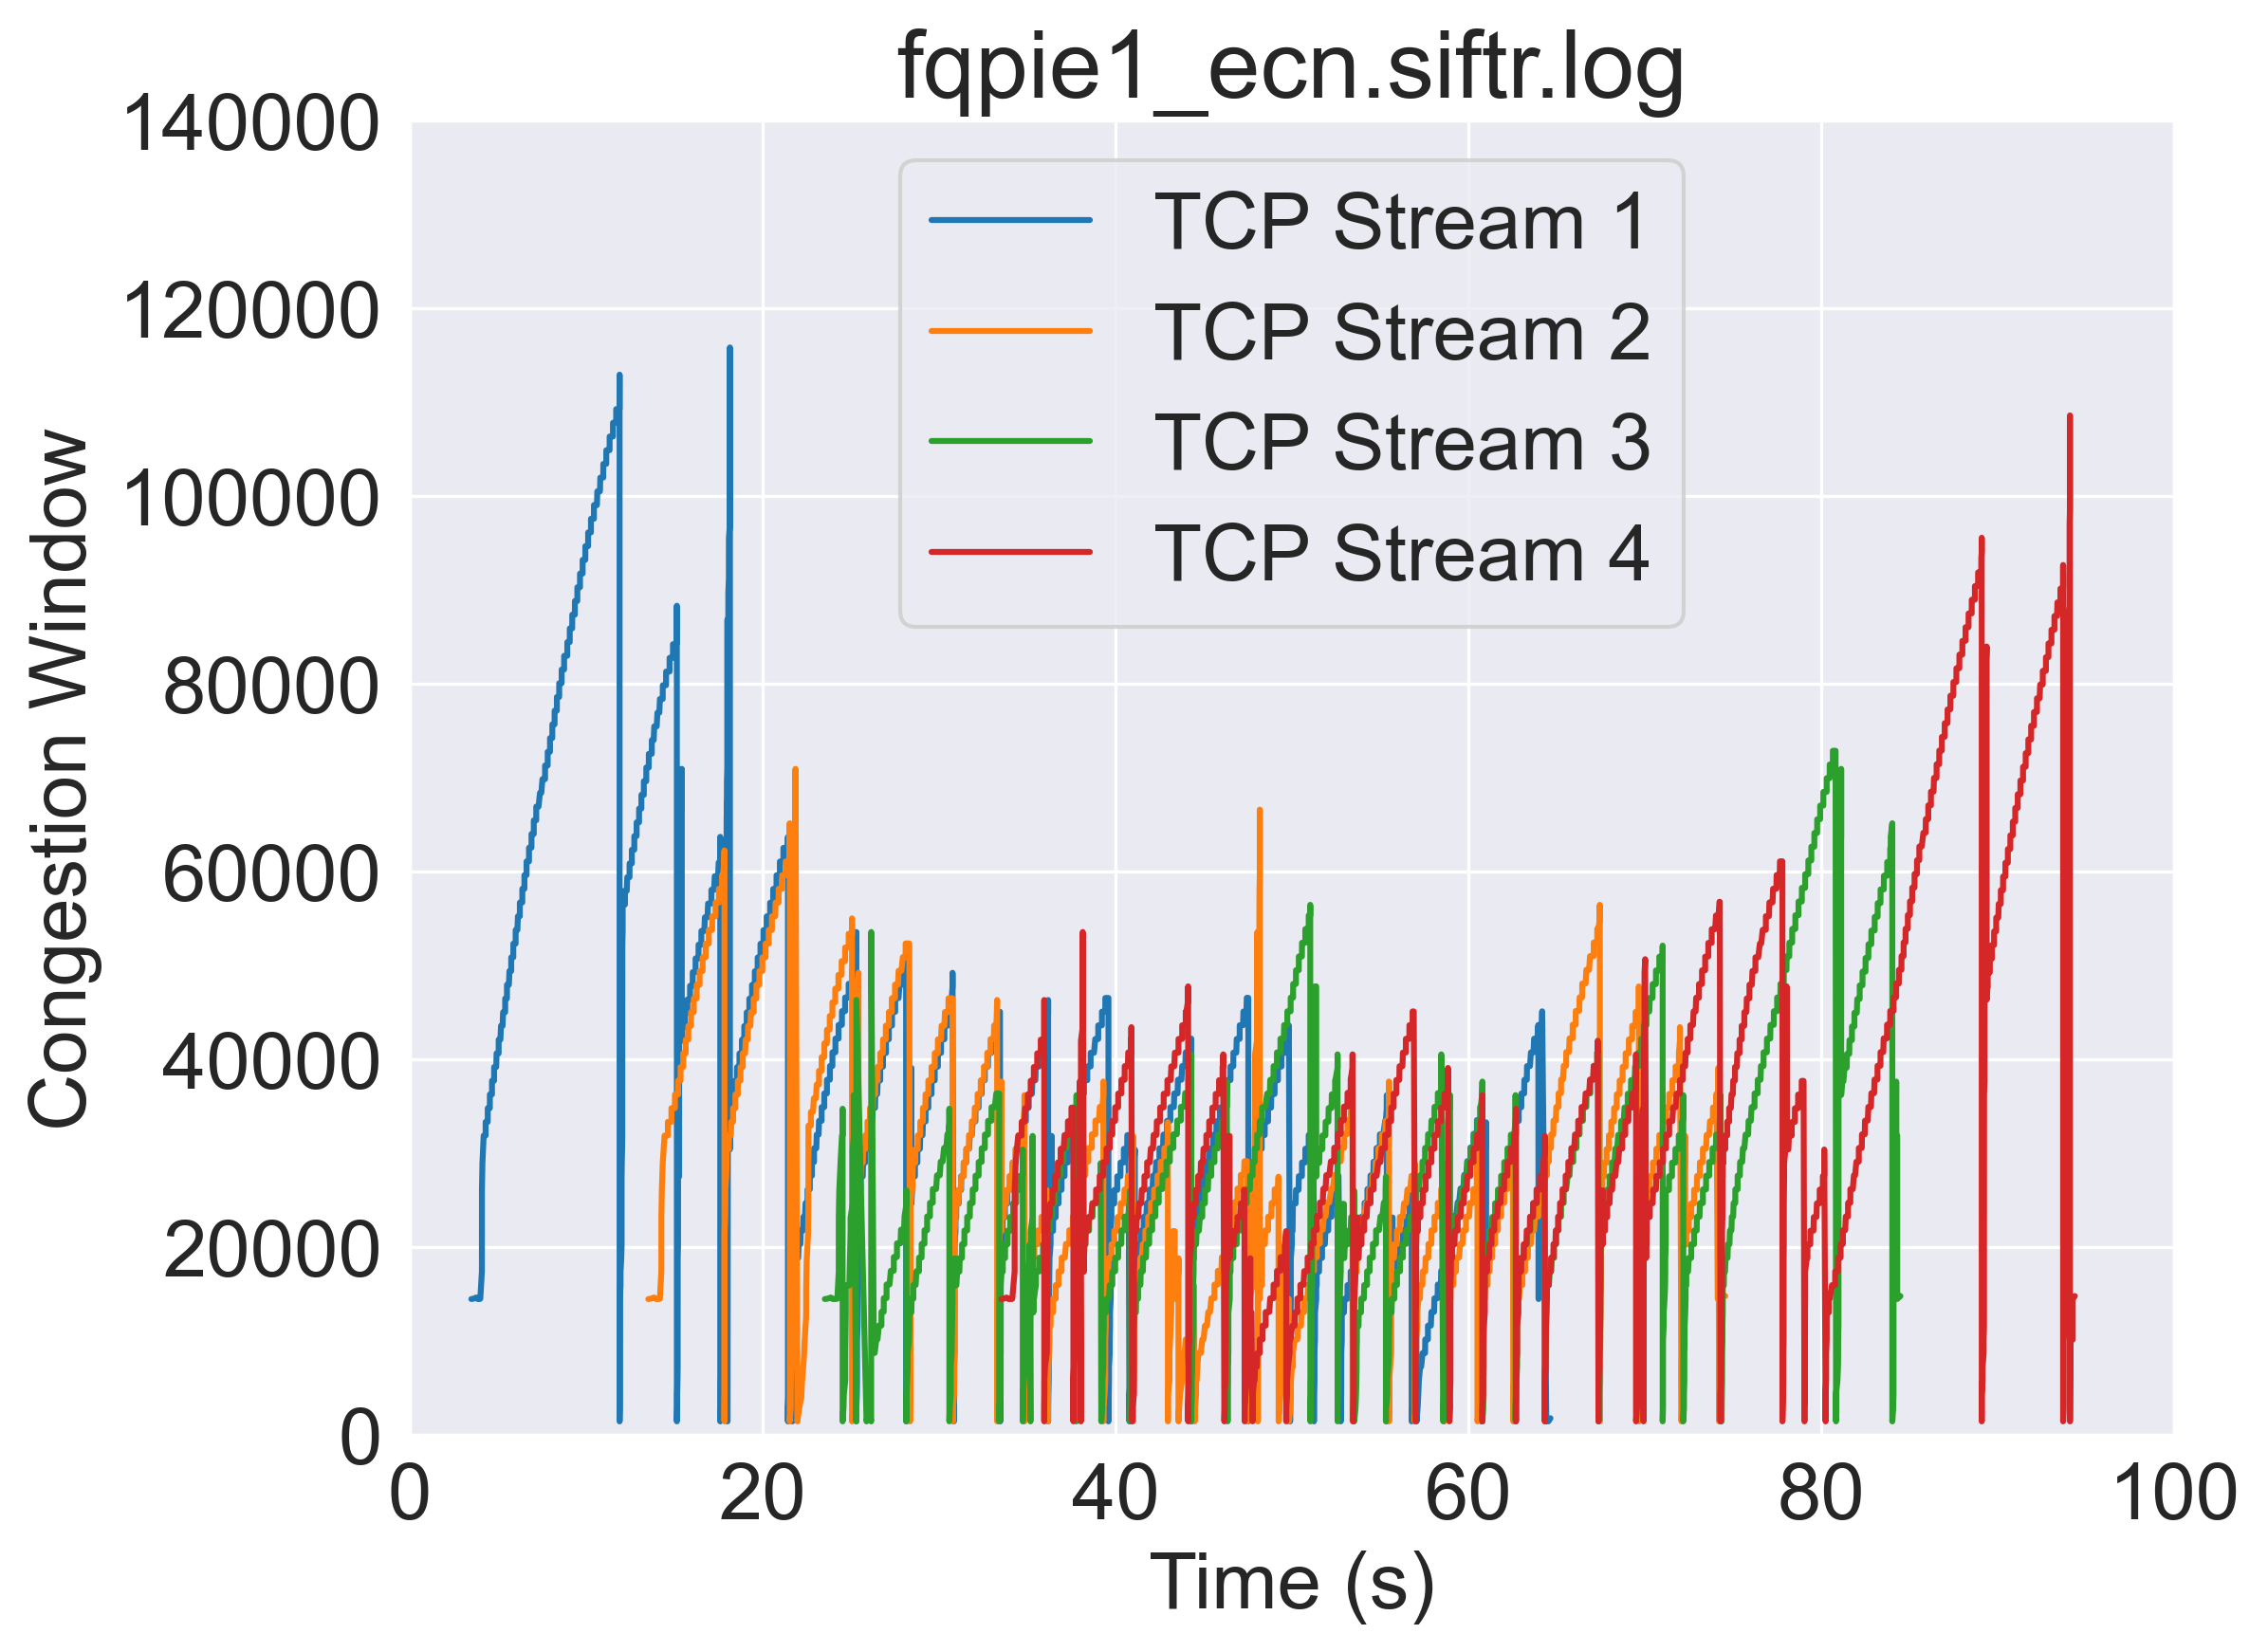 fqpie1_ecn.siftr.log
140000
120000
100000
80000
60000
40000
20000
0
Congestion Window
TCP Stream 1
TCP Stream 2
TCP Stream 3
TCP Stream 4
0 20 40 60 80 100
Time (s)